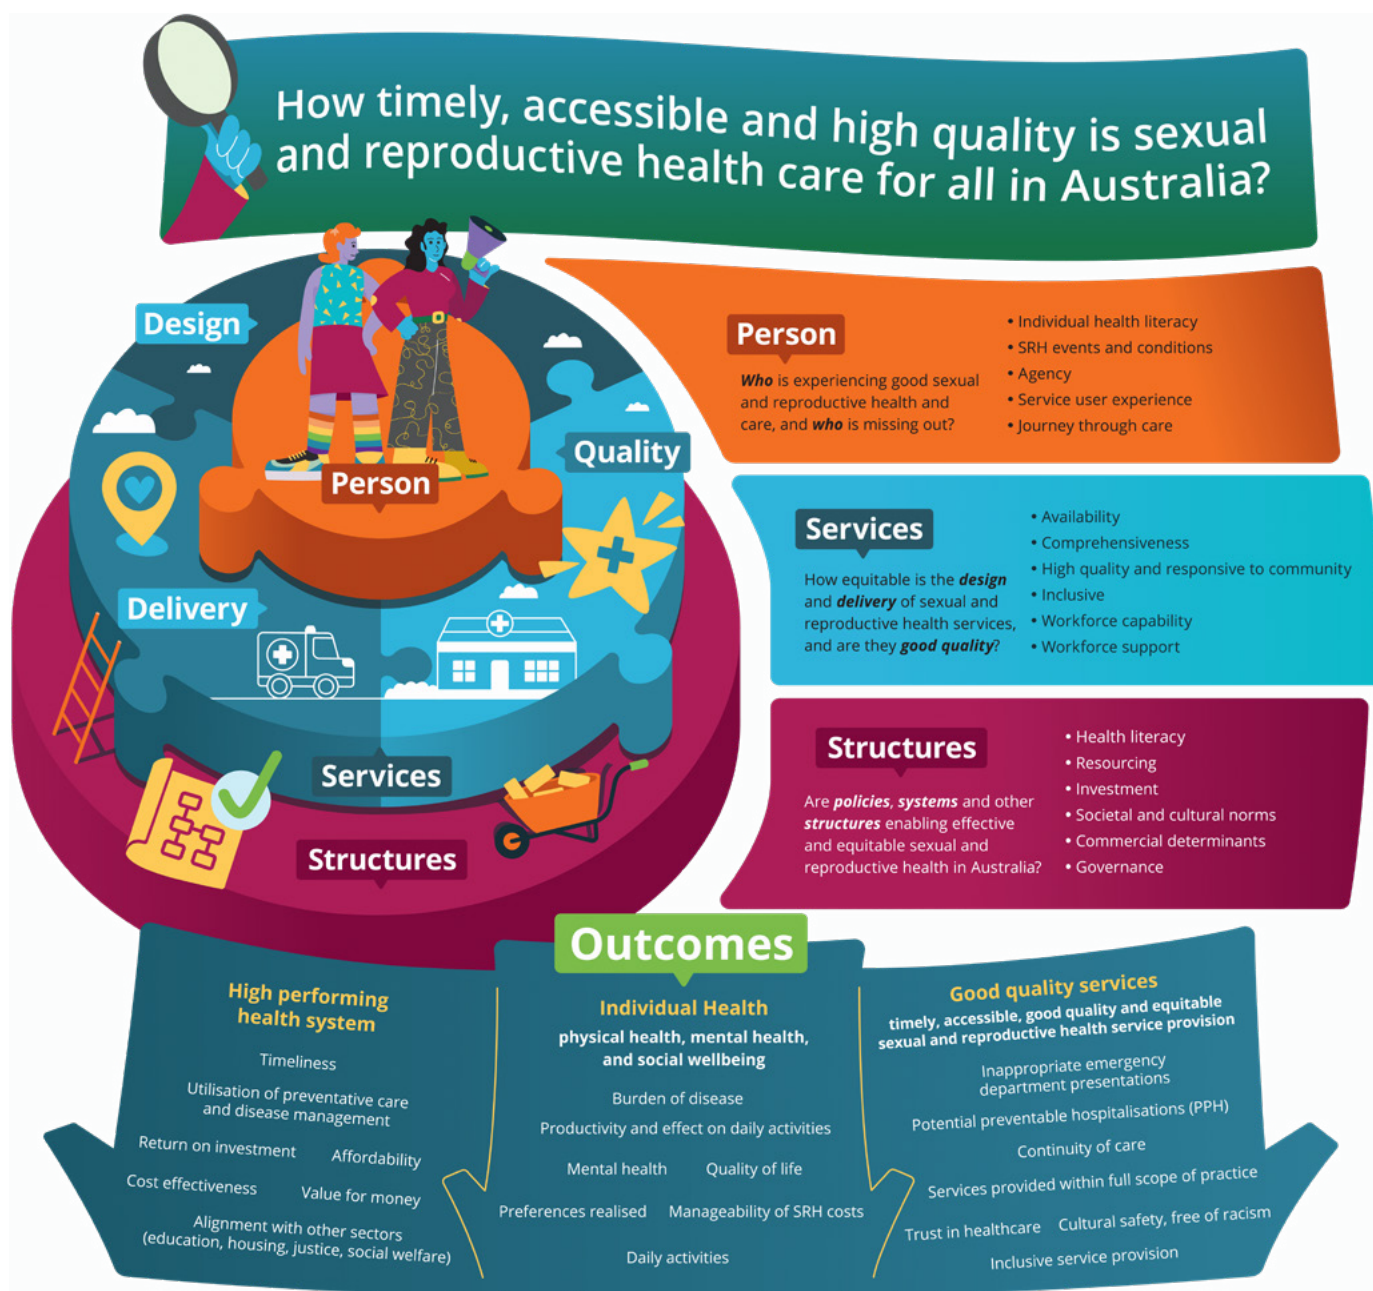 How timely, accessible and high quality is sexual
and reproductive health care for all in Australia?
Design
Quality
Person
Delivery
Services
Structures
Person
Who is experiencing good sexual
and reproductive health and
care, and who is missing out?
• Individual health literacy
• SRH events and conditions
• Agency
• Service user experience
• Journey through care
Services
How equitable is the design
and delivery of sexual and
reproductive health services,
and are they good quality?
• Availability
• Comprehensiveness
• High quality and responsive to community
• Inclusive
• Workforce capability
• Workforce support
Structures
Are policies, systems and other
structures enabling effective
and equitable sexual and
reproductive health in Australia?
• Health literacy
• Resourcing
• Investment
• Societal and cultural norms
• Commercial determinants
• Governance
Outcomes
High performing
health system
Timeliness
Utilisation of preventative care
and disease management
Return on investment
Affordability
Cost effectiveness
Value for money
Alignment with other sectors
(education, housing, justice, social welfare)
Individual Health
physical health, mental health,
and social wellbeing
Burden of disease
Productivity and effect on daily activities
Mental health
Quality of life
Preferences realised
Manageability of SRH costs
Daily activities
Good quality services
timely, accessible, good quality and equitable
sexual and reproductive health service provision
Inappropriate emergency
department presentations
Potential preventable hospitalisations (PPH)
Continuity of care
Services provided within full scope of practice
Trust in healthcare
Cultural safety, free of racism
Inclusive service provision